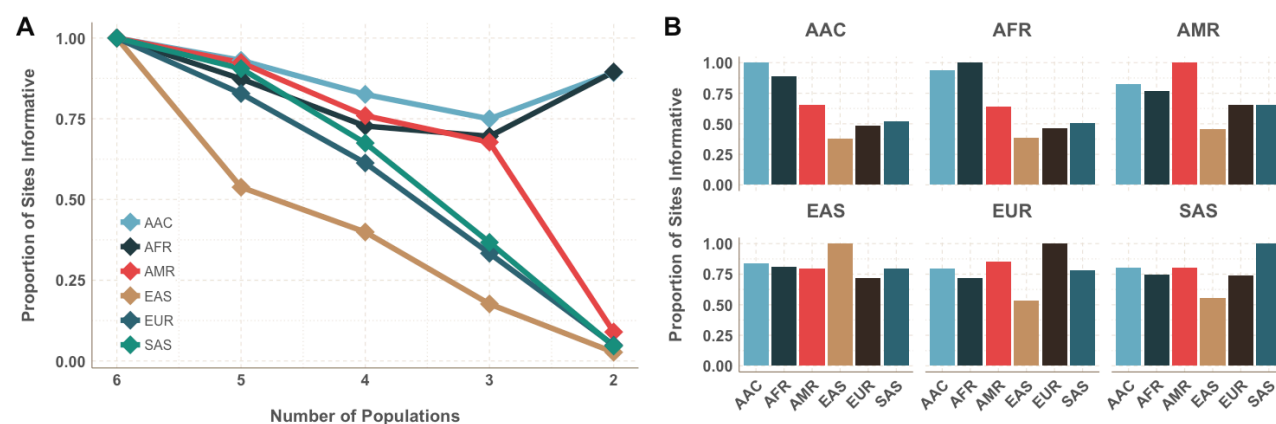 A
Proportion of Sites Informative
1.00
0.75
0.50
0.25
0.00
AAC
AFR
AMR
EAS
EUR
SAS
6 5 4 3 2
Number of Populations
B
Proportion of Sites Informative
AAC AFR AMR
1.00
0.75
0.50
0.25
0.00
EAS EUR SAS
1.00
0.75
0.50
0.25
0.00
AAC AFR AMR EAS EUR SAS AAC AFR AMR EAS EUR SAS AAC AFR AMR EAS EUR SAS